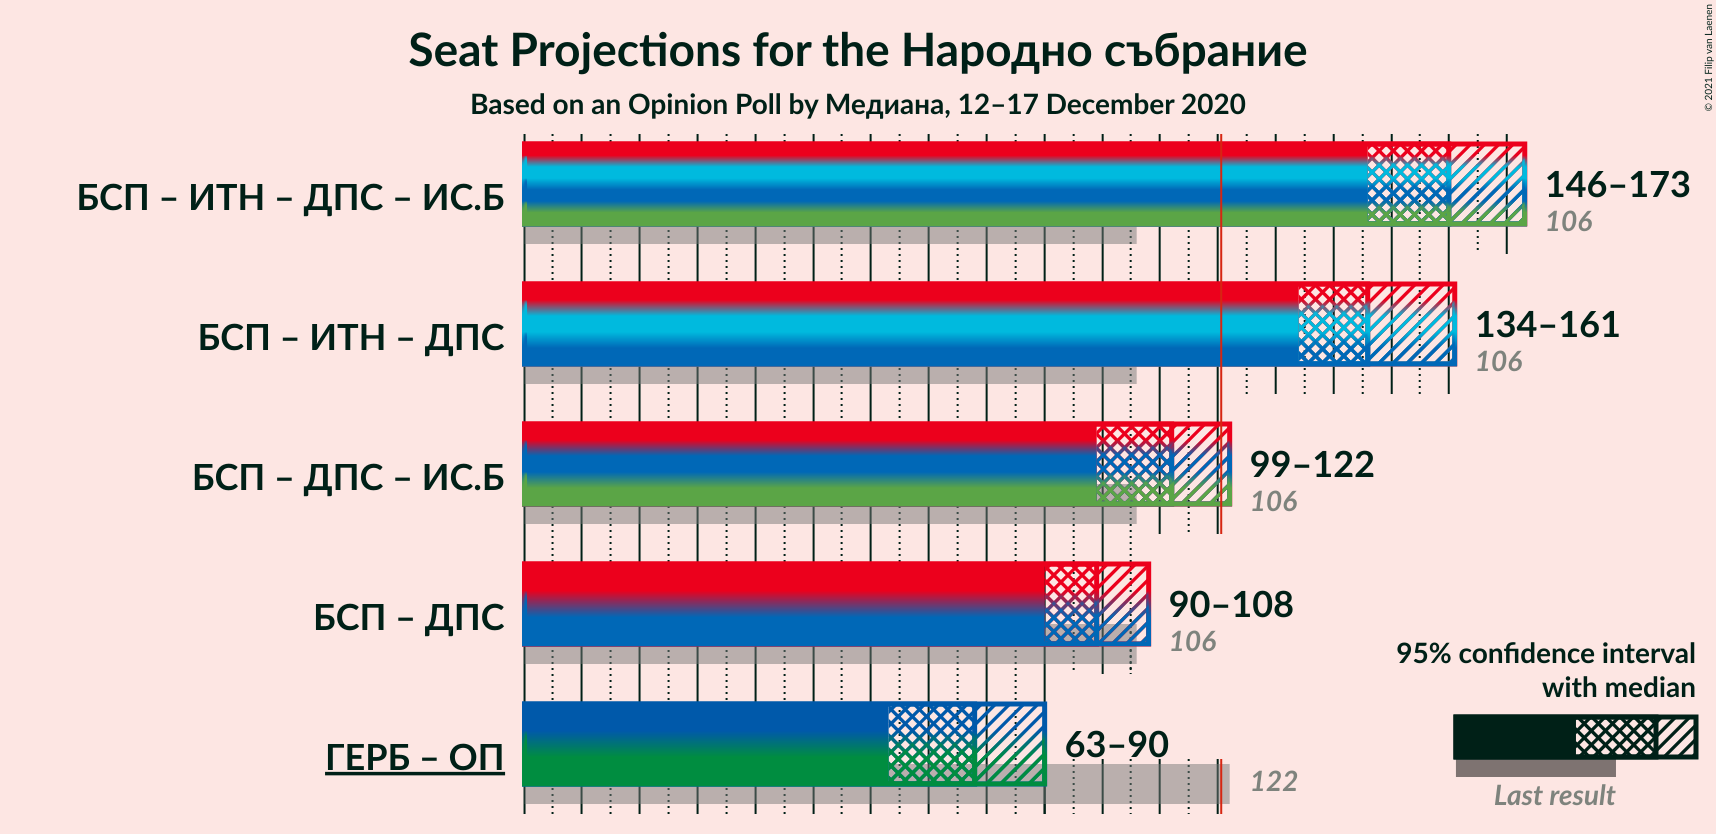 Seat Projections for the Народно събрание
Based on an Opinion Poll by Медиана, 12–17 December 2020
© 2021 Filip van Laenen
БСП – ИТН – ДПС – ИС.Б
146–173
106
БСП – ИТН – ДПС
134–161
106
БСП – ДПС – ИС.Б
99–122
106
БСП – ДПС
90–108
106
ГЕРБ – ОП
63–90
122
95% confidence interval
with median
Last result